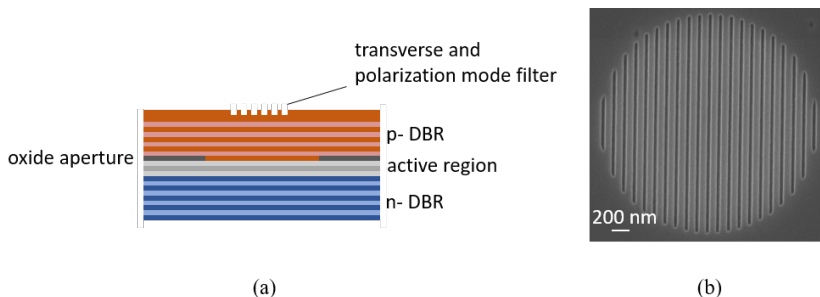 transverse and
polarization mode filter
p- DBR
oxide aperture
active region
n- DBR
200 nm
(a)
(b)